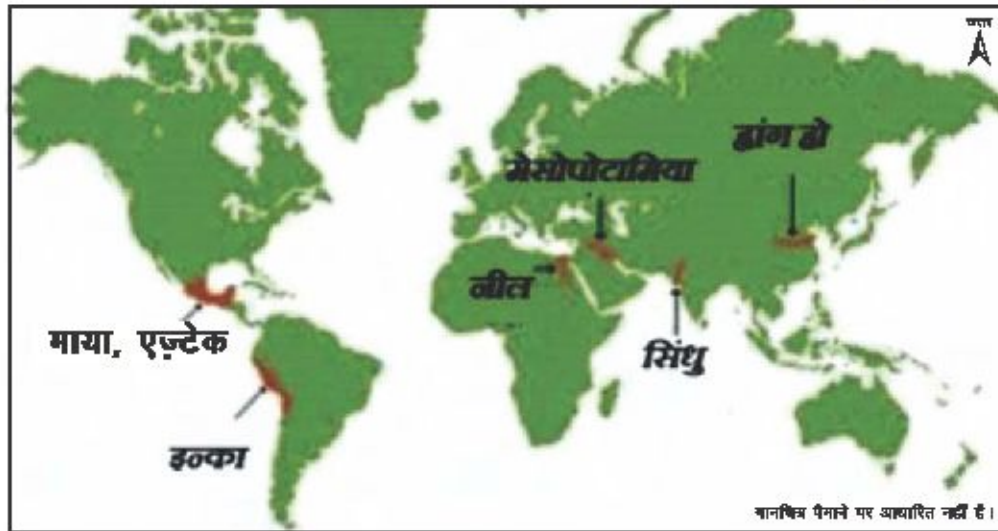 उत्तर
ह्वांग हो
मेसोपोटामिया
नील
सिंधु
माया, एज़्टेक
इन्का
मानचित्र पैमाने पर आधारित नहीं है।